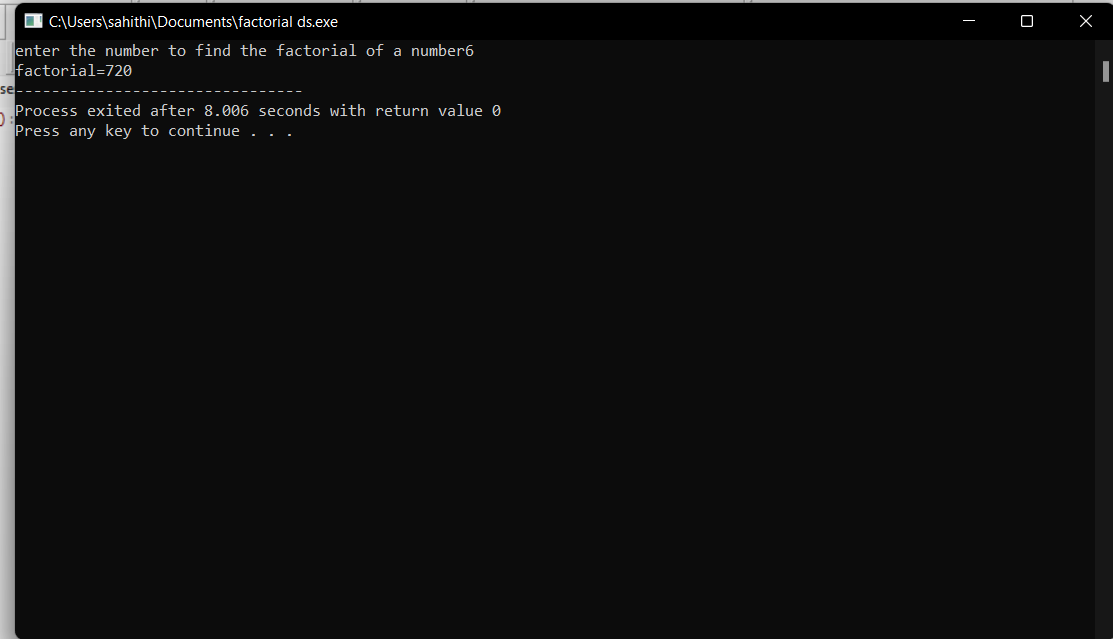 C:\Users\sahithi\Documents\factorial ds.exe
enter the number to find the factorial of a number6
factorial=720
--------------------------------
Process exited after 8.006 seconds with return value 0
Press any key to continue . . .